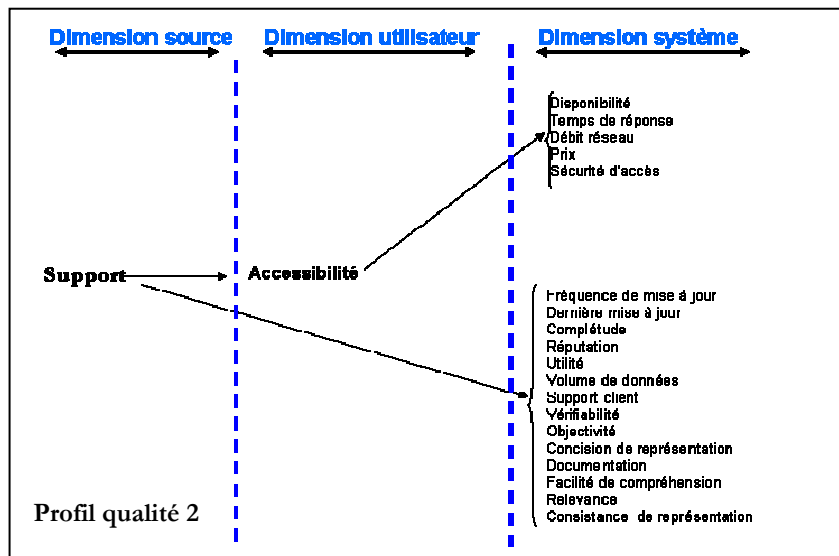 Dimension source
Dimension utilisateur
Dimension système
Disponibilité
Temps de réponse
Débit réseau
Prix
Sécurité d'accès
Support
Accessibilité
Fréquence de mise à jour
Dernière mise à jour
Complétude
Réputation
Utilité
Volume de données
Support client
Vérifiabilité
Objectivité
Concision de représentation
Documentation
Facilité de compréhension
Relevance
Consistance de représentation
Profil qualité 2